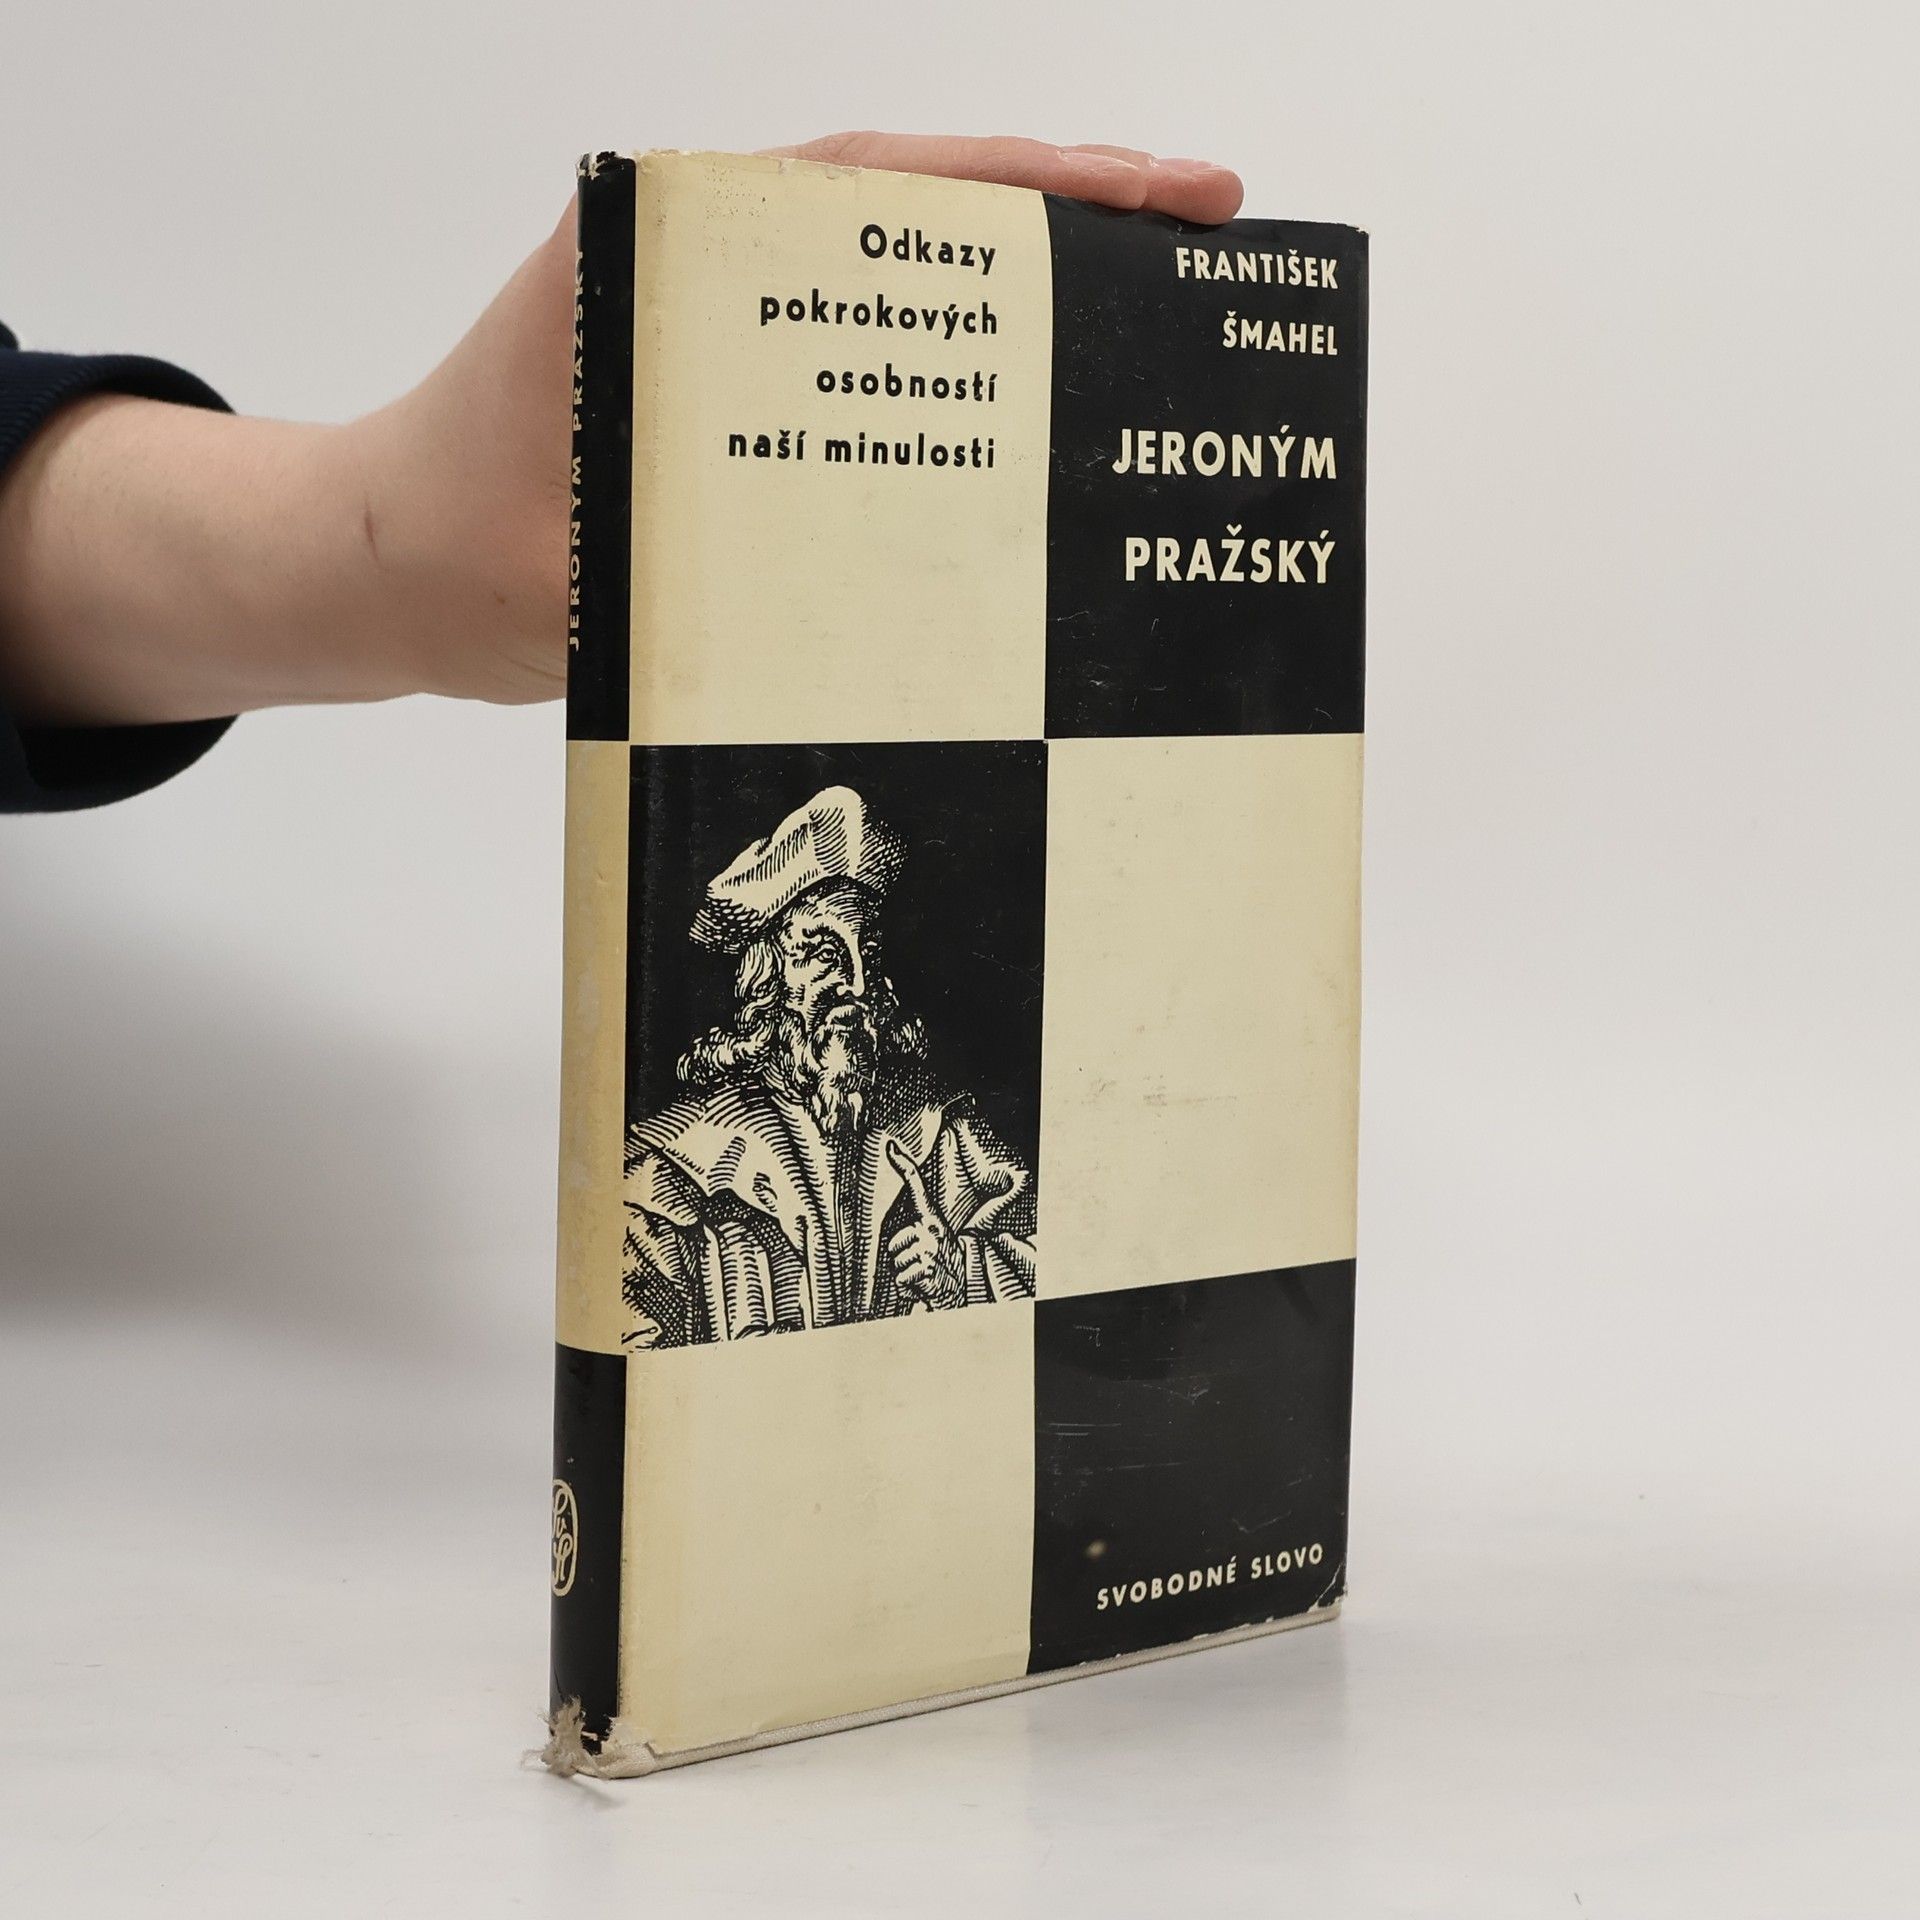 Odkazy
pokrokových
osobností
naší minulosti
FRANTIŠEK
ŠMAHEL
JERONÝM
PRAŽSKÝ
SVOBODNÉ SLOVO
JERONÝM PRAŽSKÝ